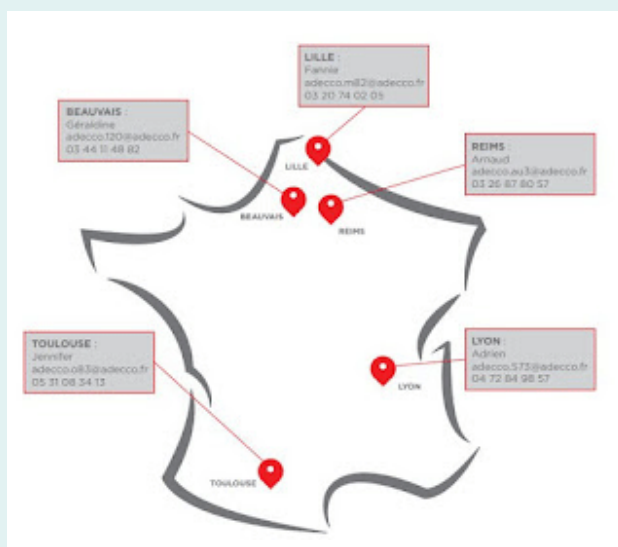 LILLE :
Fannie
adecco.m82@adecco.fr
03 20 74 02 05
BEAUVAIS :
Géraldine
adecco.120@adecco.fr
03 44 11 48 82
REIMS :
Arnaud
adecco.au3@adecco.fr
03 26 87 80 57
LILLE
BEAUVAIS
REIMS
TOULOUSE :
Jennifer
adecco.o83@adecco.fr
05 31 08 34 13
LYON :
Adrien
adecco.573@adecco.fr
04 72 84 98 57
LYON
TOULOUSE